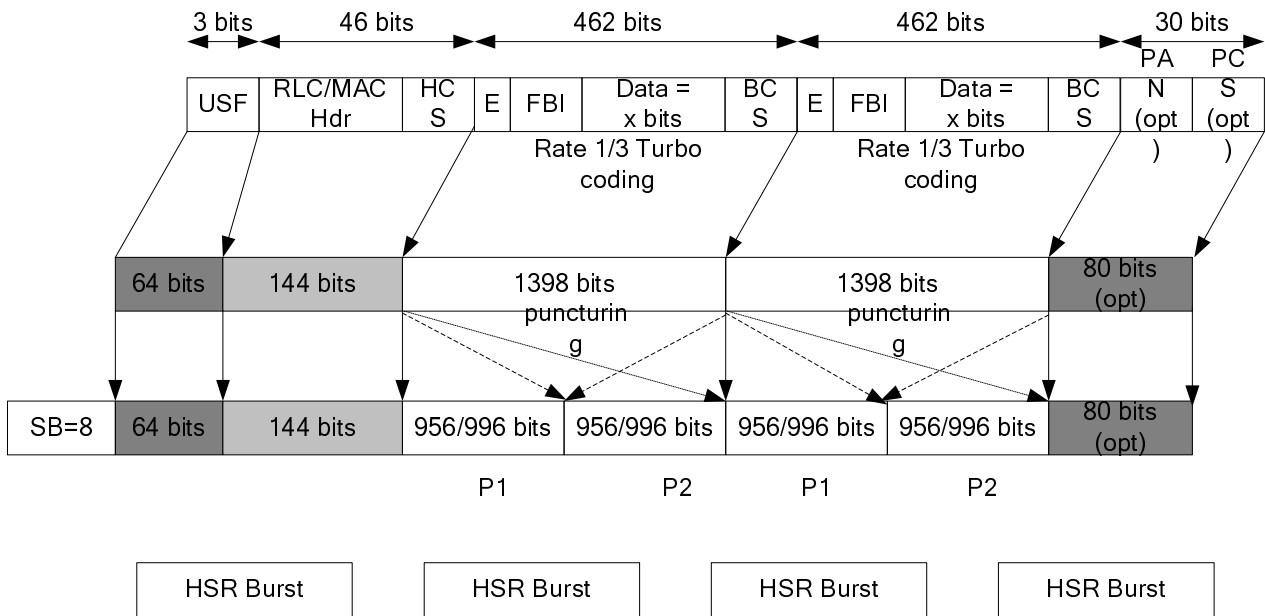 3 bits 46 bits 462 bits 462 bits 30 bits
USF RLC/MAC Hdr HC S E FBI Data = x bits BC S E FBI Data = x bits BC S PA N (opt ) PC S (opt )
Rate 1/3 Turbo coding Rate 1/3 Turbo coding
64 bits 144 bits 1398 bits puncturin g 1398 bits puncturin g 80 bits (opt)
SB=8 64 bits 144 bits 956/996 bits 956/996 bits 956/996 bits 956/996 bits 80 bits (opt)
P1 P2 P1 P2
HSR Burst HSR Burst HSR Burst HSR Burst